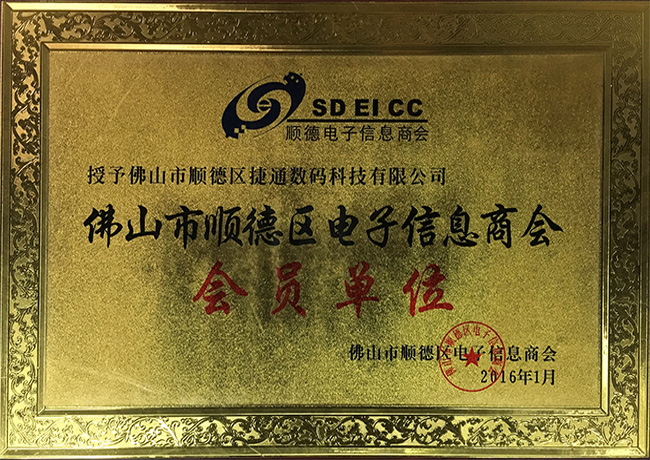 SD EI CC
顺德电子信息商会
授予佛山市顺德区捷通数码科技有限公司
佛山市顺德区电子信息商会
会员单位
佛山市顺德区电子信息商会
2016年1月